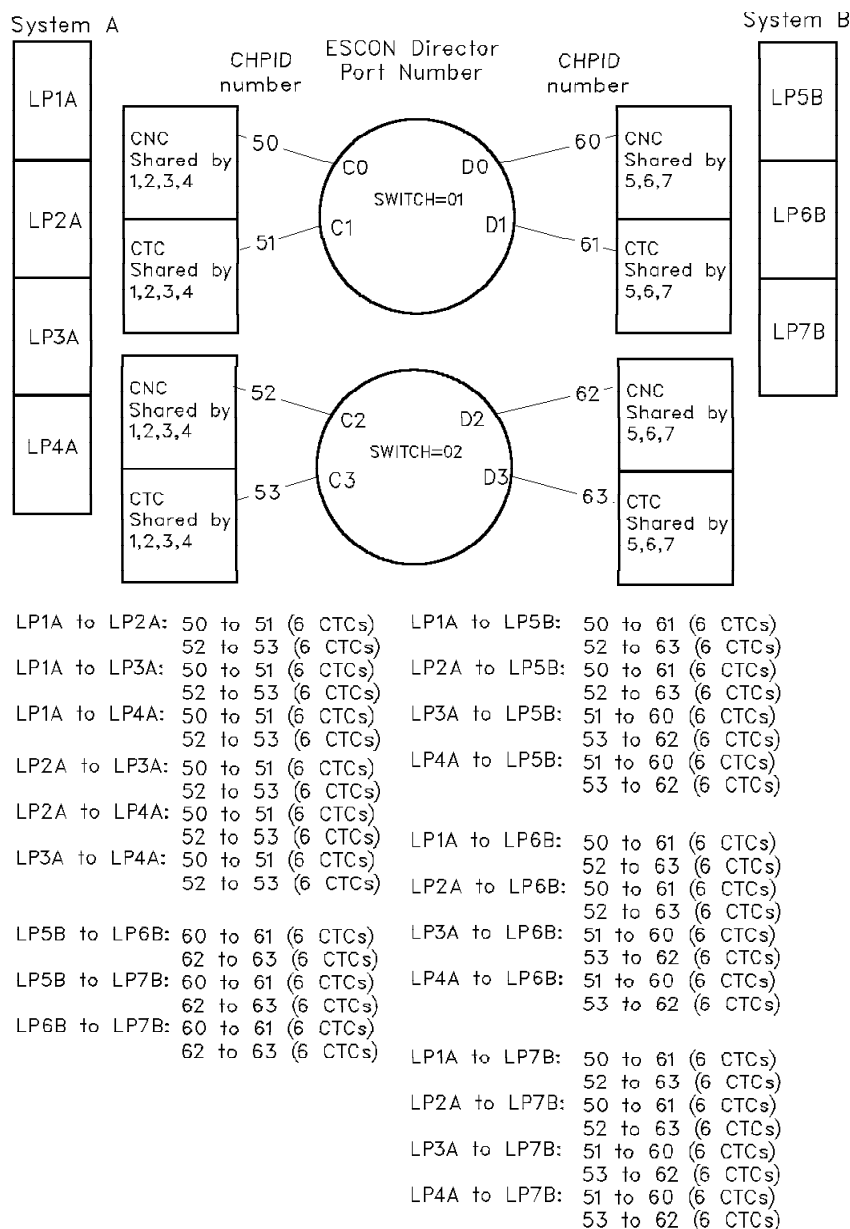 System A
System B
CHPID
number
ESCON Director
Port Number
CHPID
number
LP1A
LP2A
LP3A
LP4A
CNC
Shared by
1,2,3,4
CTC
Shared by
1,2,3,4
50
51
C0
D0
SWITCH=01
C1
D1
60
61
CNC
Shared by
5,6,7
CTC
Shared by
5,6,7
LP5B
LP6B
LP7B
CNC
Shared by
1,2,3,4
CTC
Shared by
1,2,3,4
52
53
C2
D2
SWITCH=02
C3
D3
62
63
CNC
Shared by
5,6,7
CTC
Shared by
5,6,7
LP1A to LP2A: 50 to 51 (6 CTCs)
52 to 53 (6 CTCs)
LP1A to LP3A: 50 to 51 (6 CTCs)
52 to 53 (6 CTCs)
LP1A to LP4A: 50 to 51 (6 CTCs)
52 to 53 (6 CTCs)
LP2A to LP3A: 50 to 51 (6 CTCs)
52 to 53 (6 CTCs)
LP2A to LP4A: 50 to 51 (6 CTCs)
52 to 53 (6 CTCs)
LP3A to LP4A: 50 to 51 (6 CTCs)
52 to 53 (6 CTCs)
LP5B to LP6B: 60 to 61 (6 CTCs)
62 to 63 (6 CTCs)
LP5B to LP7B: 60 to 61 (6 CTCs)
62 to 63 (6 CTCs)
LP6B to LP7B: 60 to 61 (6 CTCs)
62 to 63 (6 CTCs)
LP1A to LP5B: 50 to 61 (6 CTCs)
52 to 63 (6 CTCs)
LP2A to LP5B: 50 to 61 (6 CTCs)
52 to 63 (6 CTCs)
LP3A to LP5B: 51 to 60 (6 CTCs)
53 to 62 (6 CTCs)
LP4A to LP5B: 51 to 60 (6 CTCs)
53 to 62 (6 CTCs)
LP1A to LP6B: 50 to 61 (6 CTCs)
52 to 63 (6 CTCs)
LP2A to LP6B: 50 to 61 (6 CTCs)
52 to 63 (6 CTCs)
LP3A to LP6B: 51 to 60 (6 CTCs)
53 to 62 (6 CTCs)
LP4A to LP6B: 51 to 60 (6 CTCs)
53 to 62 (6 CTCs)
LP1A to LP7B: 50 to 61 (6 CTCs)
52 to 63 (6 CTCs)
LP2A to LP7B: 50 to 61 (6 CTCs)
52 to 63 (6 CTCs)
LP3A to LP7B: 51 to 60 (6 CTCs)
53 to 62 (6 CTCs)
LP4A to LP7B: 51 to 60 (6 CTCs)
53 to 62 (6 CTCs)